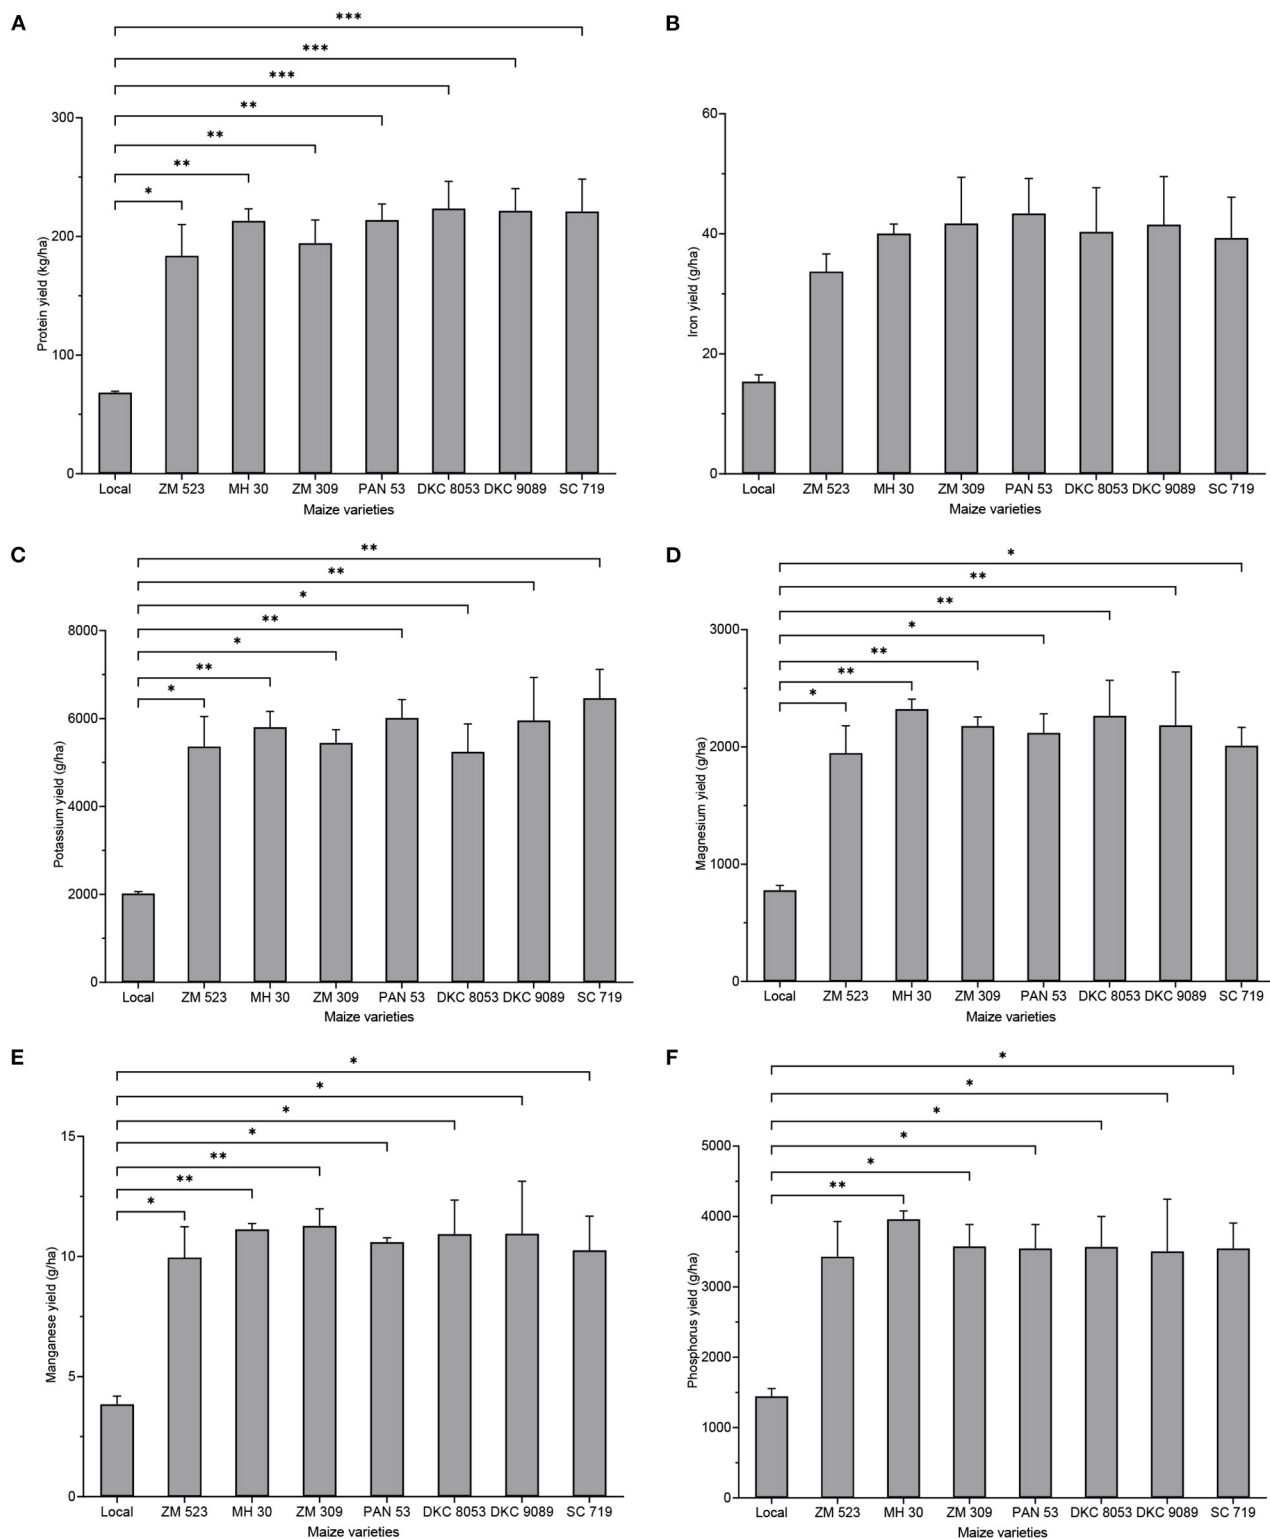 A
***
***
***
**
**
**
*
300
200
100
0
Protein yield (kg/ha)
Local ZM 523 MH 30 ZM 309 PAN 53 DKC 8053 DKC 9089 SC 719
Maize varieties
B
60
40
20
0
Iron yield (g/ha)
Local ZM 523 MH 30 ZM 309 PAN 53 DKC 8053 DKC 9089 SC 719
Maize varieties
C
**
**
*
**
*
**
*
8000
6000
4000
2000
0
Potassium yield (g/ha)
Local ZM 523 MH 30 ZM 309 PAN 53 DKC 8053 DKC 9089 SC 719
Maize varieties
D
*
**
**
*
**
**
*
3000
2000
1000
0
Magnesium yield (g/ha)
Local ZM 523 MH 30 ZM 309 PAN 53 DKC 8053 DKC 9089 SC 719
Maize varieties
E
*
*
*
*
**
**
*
15
10
5
0
Manganese yield (g/ha)
Local ZM 523 MH 30 ZM 309 PAN 53 DKC 8053 DKC 9089 SC 719
Maize varieties
F
*
*
*
*
*
**
5000
4000
3000
2000
1000
0
Phosphorus yield (g/ha)
Local ZM 523 MH 30 ZM 309 PAN 53 DKC 8053 DKC 9089 SC 719
Maize varieties